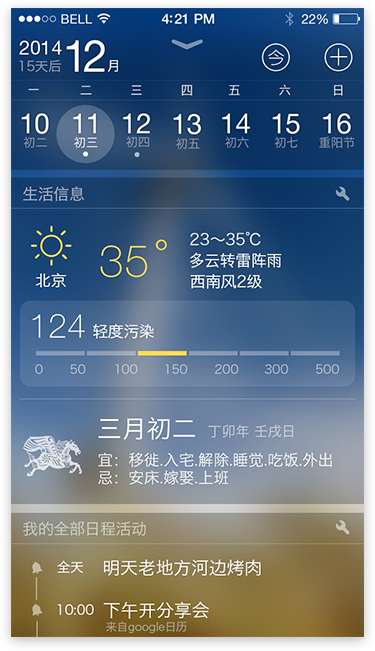 BELL 4:21 PM 22%
2014 12月 今
15天后
一 二 三 四 五 六 日
10 11 12 13 14 15 16
初二 初三 初四 初五 初六 初七 重阳节
生活信息
北京
35°
23～35℃
多云转雷阵雨
西南风2级
124 轻度污染
0 50 100 150 200 300 500
三月初二 丁卯年 壬戌日
宜：移徙.入宅.解除.睡觉.吃饭.外出
忌：安床.嫁娶.上班
我的全部日程活动
全天 明天老地方河边烤肉
10:00 下午开分享会
来自google日历